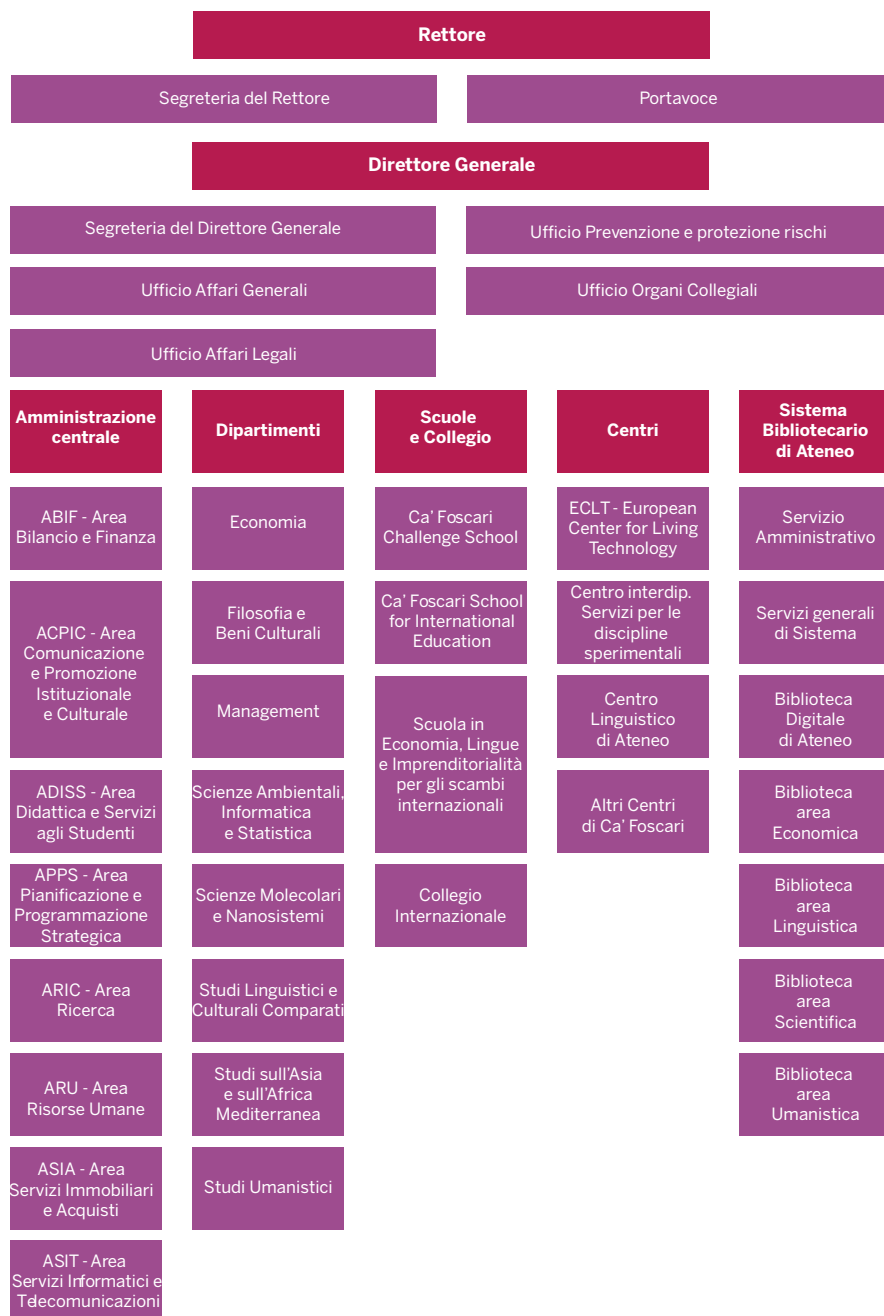 Rettore
Segreteria del Rettore
Portavoce
Direttore Generale
Segreteria del Direttore Generale
Ufficio Prevenzione e protezione rischi
Ufficio Affari Generali
Ufficio Organi Collegiali
Ufficio Affari Legali
Amministrazione
centrale
ABIF - Area
Bilancio e Finanza
ACPIC - Area
Comunicazione
e Promozione
Istituzionale
e Culturale
ADISS - Area
Didattica e Servizi
agli Studenti
APPS - Area
Pianificazione e
Programmazione
Strategica
ARIC - Area
Ricerca
ARU - Area
Risorse Umane
ASIA - Area
Servizi Immobiliari
e Acquisti
ASIT - Area
Servizi Informatici e
Telecomunicazioni
Dipartimenti
Economia
Filosofia e
Beni Culturali
Management
Scienze Ambientali,
Informatica
e Statistica
Scienze Molecolari
e Nanosistemi
Studi Linguistici e
Culturali Comparati
Studi sull'Asia
e sull'Africa
Mediterranea
Studi Umanistici
Scuole
e Collegio
Ca' Foscari
Challenge School
Ca' Foscari School
for International
Education
Scuola in
Economia, Lingue
e Imprenditorialità
per gli scambi
internazionali
Collegio
Internazionale
Centri
ECLT - European
Center for Living
Technology
Centro interdip.
Servizi per le
discipline
sperimentali
Centro
Linguistico
di Ateneo
Altri Centri
di Ca' Foscari
Sistema
Bibliotecario
di Ateneo
Servizio
Amministrativo
Servizi generali
di Sistema
Biblioteca
Digitale
di Ateneo
Biblioteca
area
Economica
Biblioteca
area
Linguistica
Biblioteca
area
Scientifica
Biblioteca
area
Umanistica